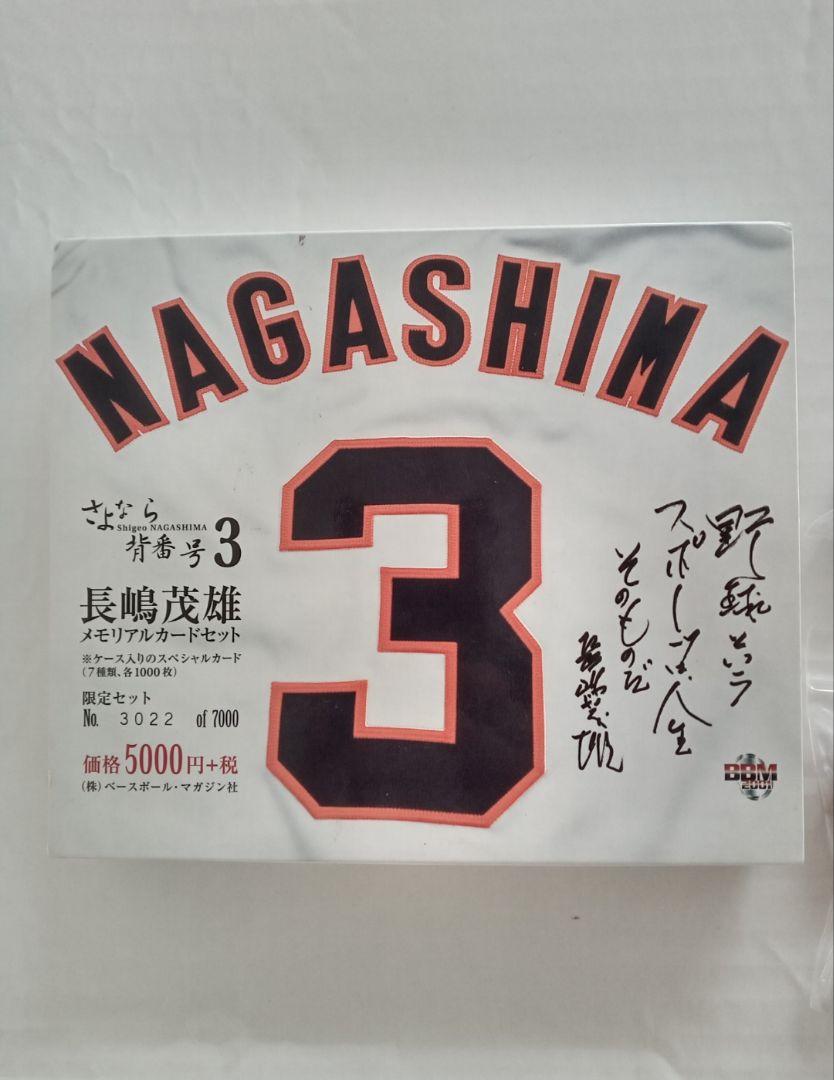 NAGASHIMA
3
さよなら
Shigeo NAGASHIMA
背番号3
長嶋茂雄
メモリアルカードセット
※ケース入りのスペシャルカード
(7種類、各1000枚)
限定セット
No. 3022 of 7000
価格5000円+税
(株)ベースボール・マガジン社
野球という
スポーツは人生
そのものだ
長嶋茂雄
BBM
2001